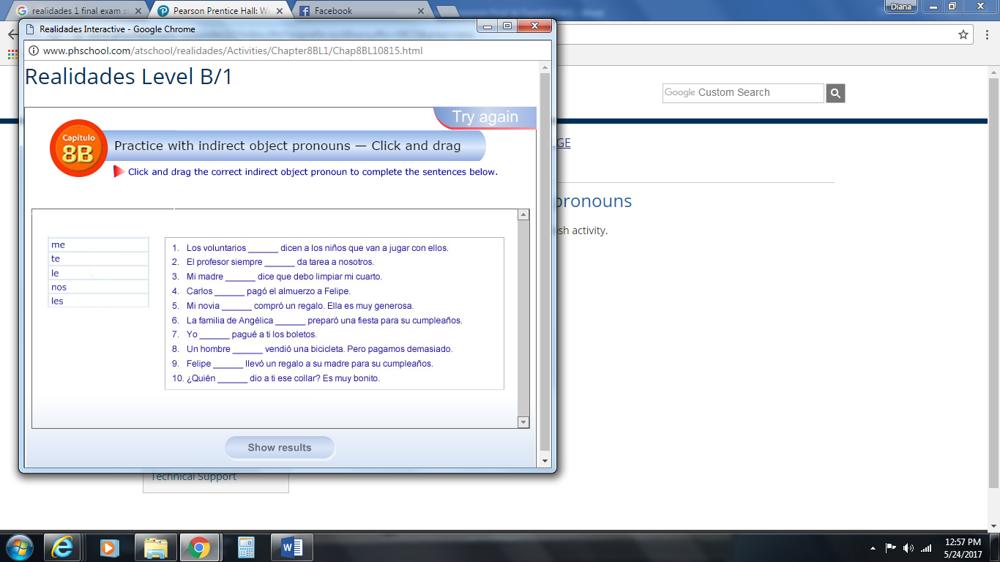 realidades 1 final exam st
Pearson Prentice Hall: We
Facebook
Diana
Realidades Interactive - Google Chrome
www.phschool.com/atschool/realidades/Activities/Chapter8BL1/Chap8BL10815.html
Realidades Level B/1
Google Custom Search
Try again
Capítulo
8B
Practice with indirect object pronouns — Click and drag
GE
Click and drag the correct indirect object pronoun to complete the sentences below.
pronouns
sh activity.
me
te
le
nos
les
1. Los voluntarios ______ dicen a los niños que van a jugar con ellos.
2. El profesor siempre ______ da tarea a nosotros.
3. Mi madre ______ dice que debo limpiar mi cuarto.
4. Carlos ______ pagó el almuerzo a Felipe.
5. Mi novia ______ compró un regalo. Ella es muy generosa.
6. La familia de Angélica ______ preparó una fiesta para su cumpleaños.
7. Yo ______ pagué a ti los boletos.
8. Un hombre ______ vendió una bicicleta. Pero pagamos demasiado.
9. Felipe ______ llevó un regalo a su madre para su cumpleaños.
10. ¿Quién ______ dio a ti ese collar? Es muy bonito.
Show results
Technical Support
12:57 PM
5/24/2017